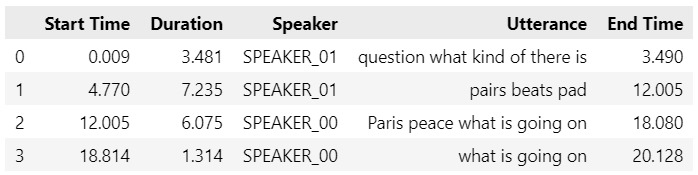 Start Time Duration Speaker Utterance End Time
0 0.009 3.481 SPEAKER_01 question what kind of there is 3.490
1 4.770 7.235 SPEAKER_01 pairs beats pad 12.005
2 12.005 6.075 SPEAKER_00 Paris peace what is going on 18.080
3 18.814 1.314 SPEAKER_00 what is going on 20.128